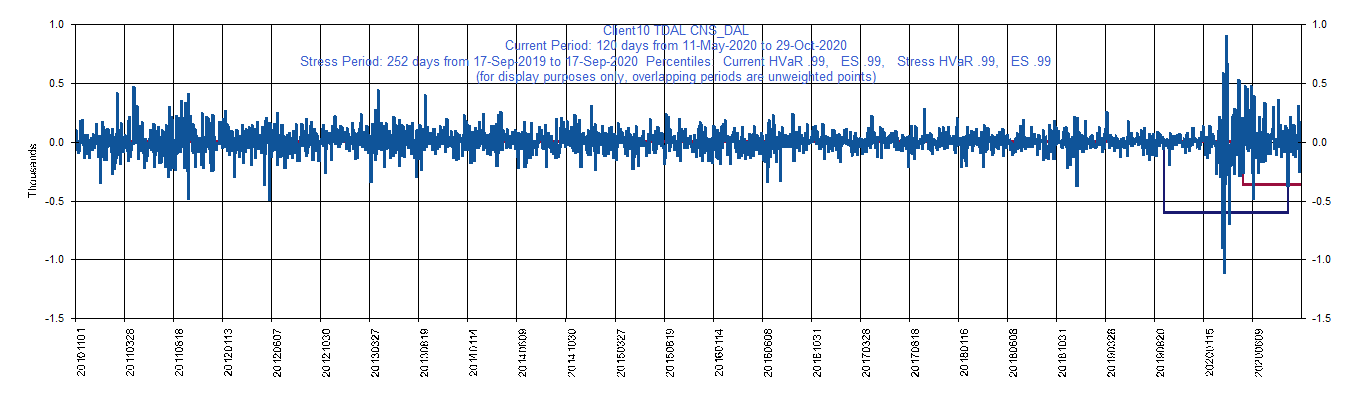 Client10 TDAL CNS_DAL
Current Period: 120 days from 11-May-2020 to 29-Oct-2020
Stress Period: 252 days from 17-Sep-2019 to 17-Sep-2020 Percentiles: Current HVaR .99, ES .99, Stress HVaR .99, ES .99
(for display purposes only, overlapping periods are unweighted points)
1.0 1.0
0.5 0.5
0.0 0.0
-0.5 -0.5
-1.0 -1.0
-1.5 -1.5
Thousands
20101101 20110328 20110818 20120113 20120607 20121030 20130327 20130819 20140114 20140609 20141030 20150327 20150819 20160114 20160608 20161031 20170328 20170818 20180116 20180608 20181031 20190328 20190820 20200115 20200609